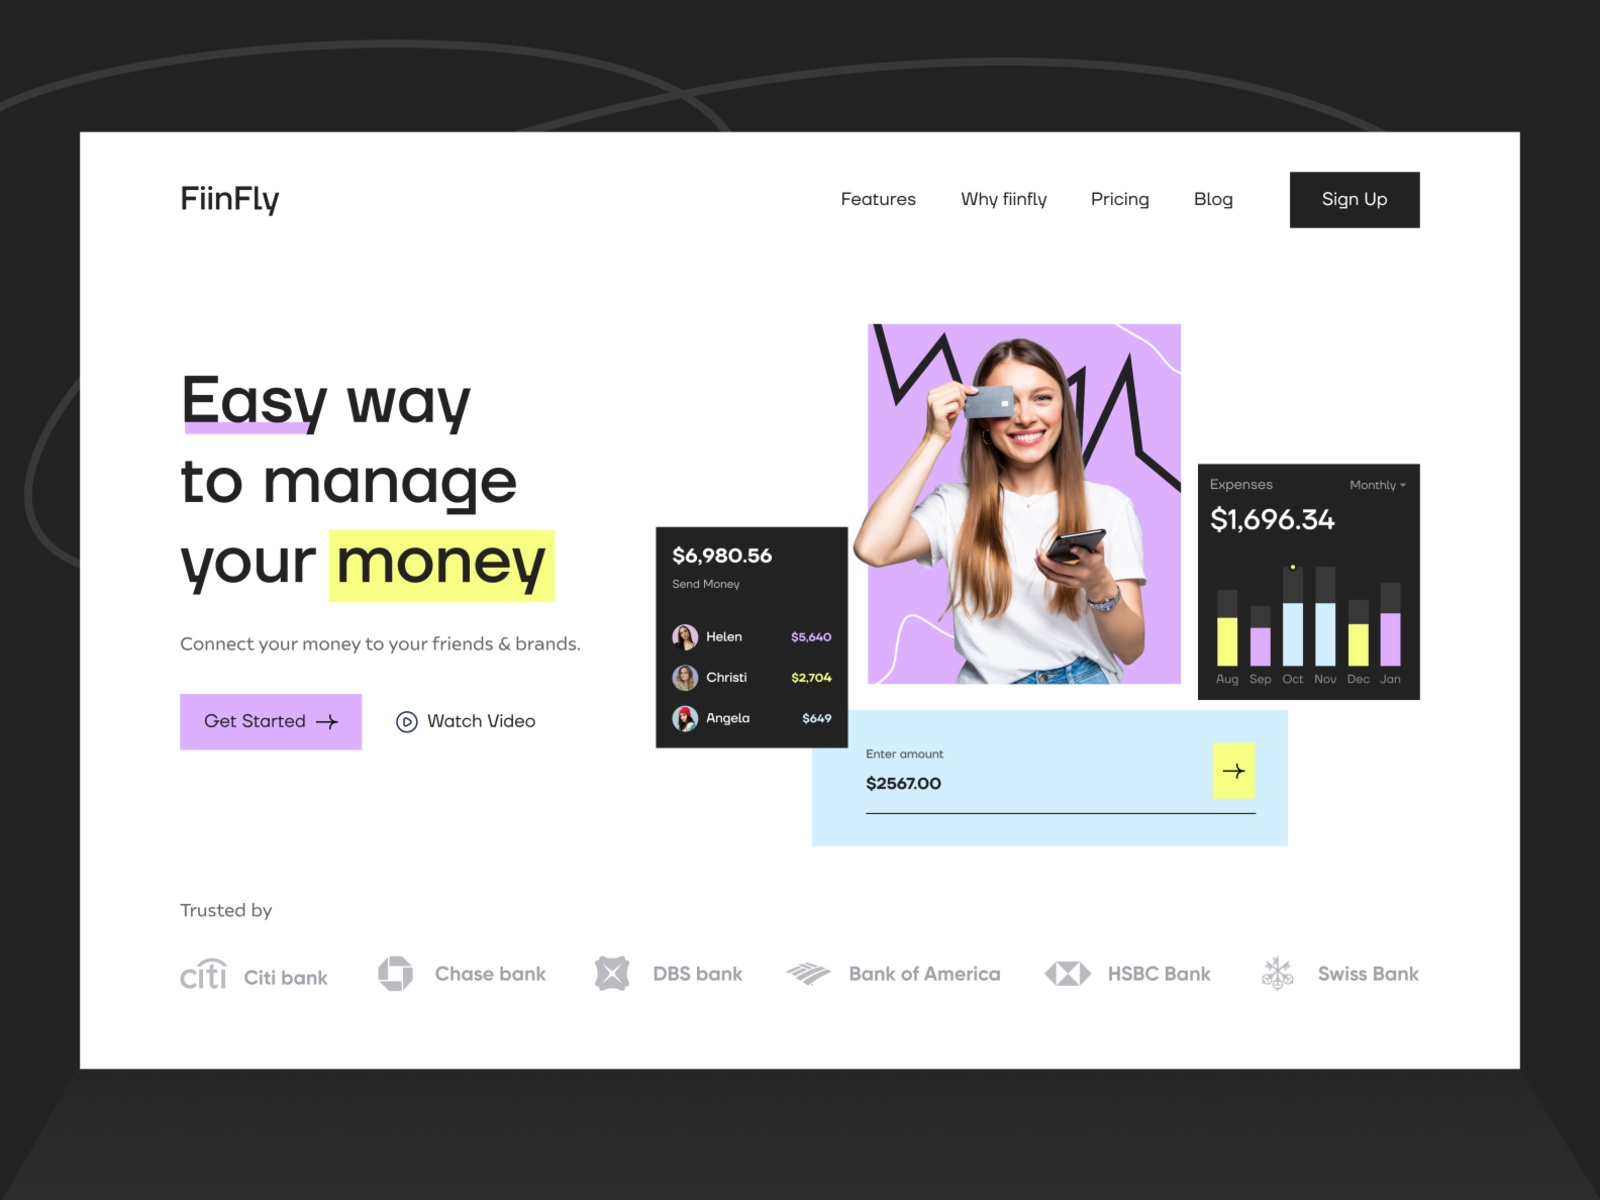 FiinFly
Features
Why fiinfly
Pricing
Blog
Sign Up
Easy way
to manage
your money
Connect your money to your friends & brands.
Get Started
Watch Video
$6,980.56
Send Money
Helen $5,640
Christi $2,704
Angela $649
Expenses Monthly
$1,696.34
Aug Sep Oct Nov Dec Jan
Enter amount
$2567.00
Trusted by
citi Citi bank
Chase bank
DBS bank
Bank of America
HSBC Bank
Swiss Bank